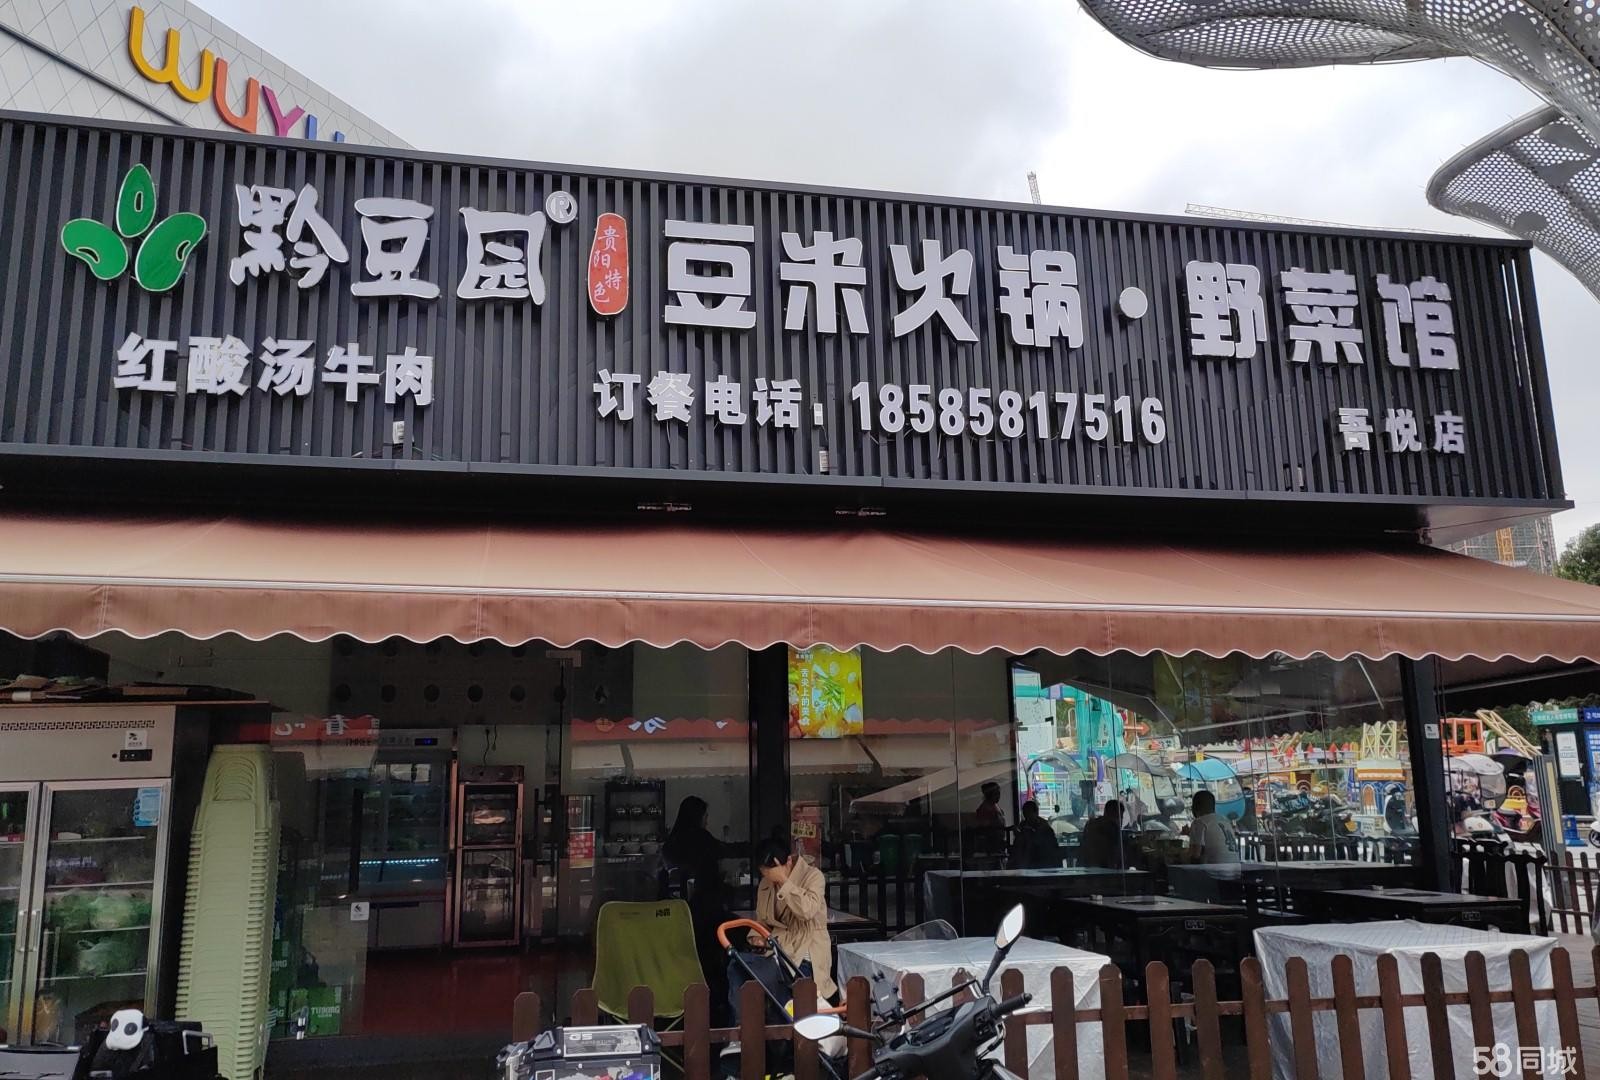 WUYU
黔豆园®
贵阳特色
豆米火锅·野菜馆
红酸汤牛肉
订餐电话：18585817516
吾悦店
舌尖上的美食
GS
58同城